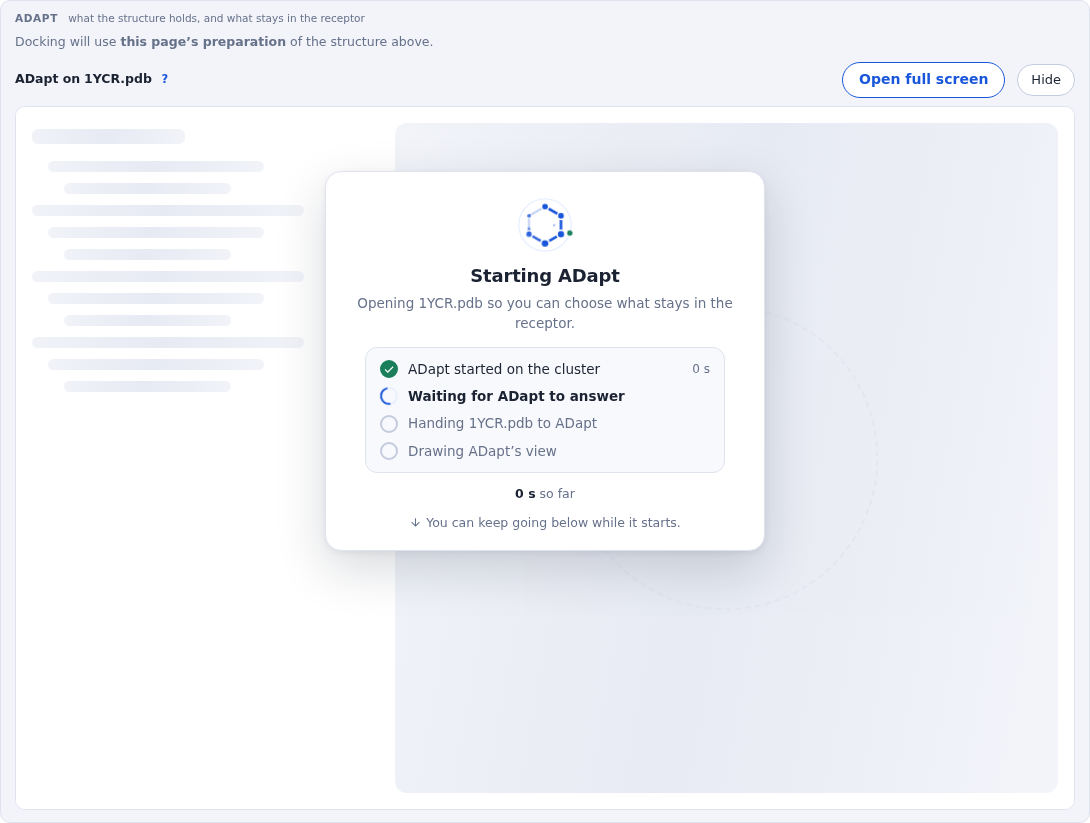 ADAPT what the structure holds, and what stays in the receptor
Docking will use this page’s preparation of the structure above.
ADapt on 1YCR.pdb ?
Open full screen
Hide
Starting ADapt
Opening 1YCR.pdb so you can choose what stays in the
receptor.
ADapt started on the cluster 0 s
Waiting for ADapt to answer
Handing 1YCR.pdb to ADapt
Drawing ADapt’s view
0 s so far
↓ You can keep going below while it starts.